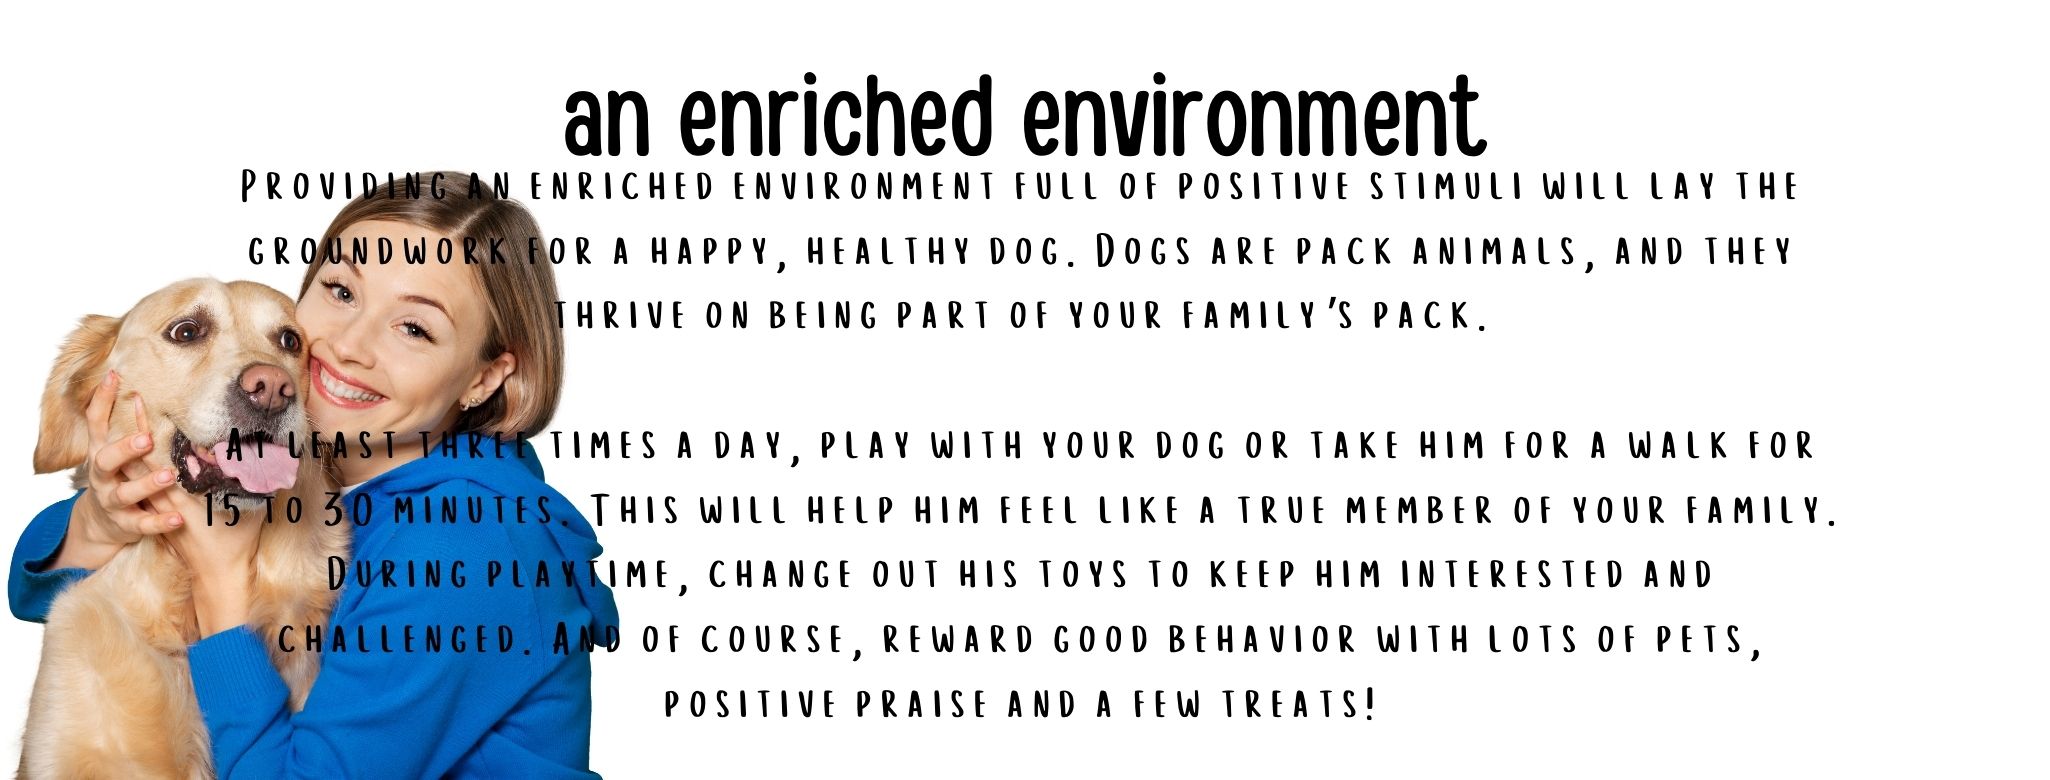 an enriched environment
Providing an enriched environment full of positive stimuli will lay the
groundwork for a happy, healthy dog. Dogs are pack animals, and they
thrive on being part of your family's pack.
At least three times a day, play with your dog or take him for a walk for
15 to 30 minutes. This will help him feel like a true member of your family.
During playtime, change out his toys to keep him interested and
challenged. And of course, reward good behavior with lots of pets,
positive praise and a few treats!